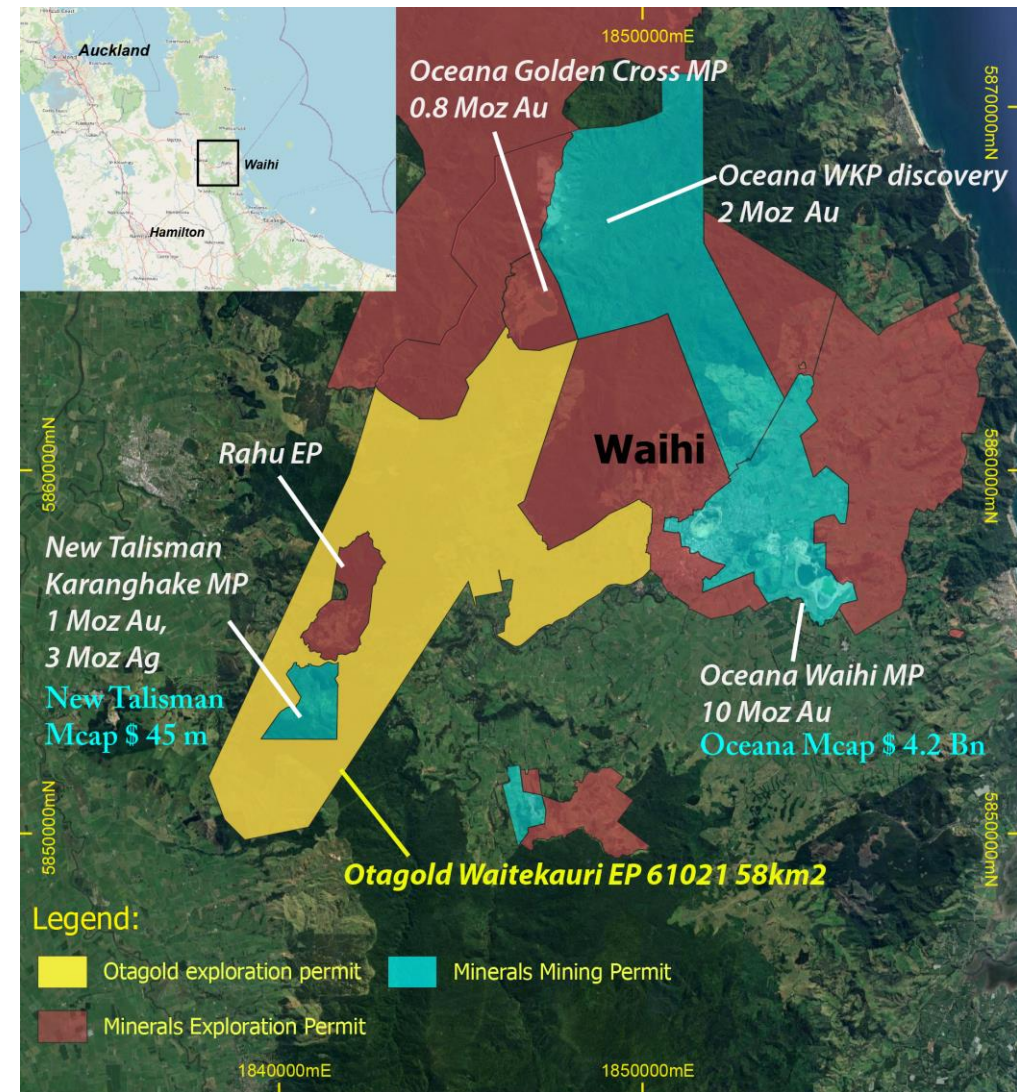 1850000mE
Auckland
Waihi
Hamilton
Oceana Golden Cross MP
0.8 Moz Au
5870000mN
Oceana WKP discovery
2 Moz Au
Waihi
Rahu EP
5860000mN
5860000mN
New Talisman
Karanghake MP
1 Moz Au,
3 Moz Ag
New Talisman
Mcap $ 45 m
Oceana Waihi MP
10 Moz Au
Oceana Mcap $ 4.2 Bn
5850000mN
5850000mN
Otagold Waitekauri EP 61021 58km2
Legend:
Otagold exploration permit
Minerals Mining Permit
Minerals Exploration Permit
1840000mE
1850000mE